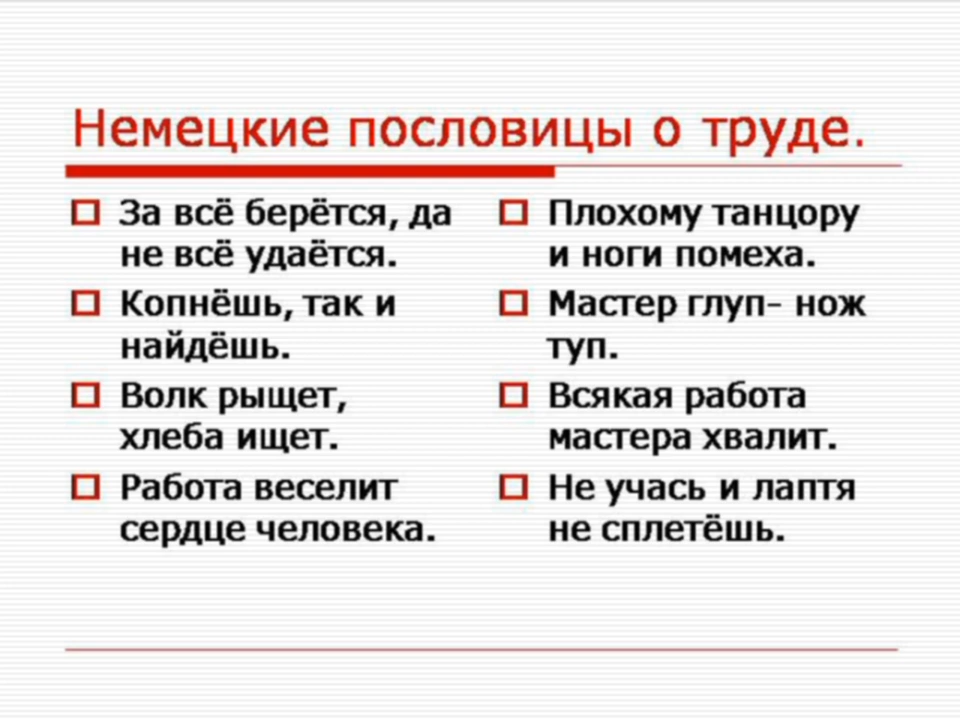 Немецкие пословицы о труде.
За всё берётся, да
не всё удаётся.
Копнёшь, так и
найдёшь.
Волк рыщет,
хлеба ищет.
Работа веселит
сердце человека.
Плохому танцору
и ноги помеха.
Мастер глуп- нож
туп.
Всякая работа
мастера хвалит.
Не учась и лаптя
не сплетёшь.